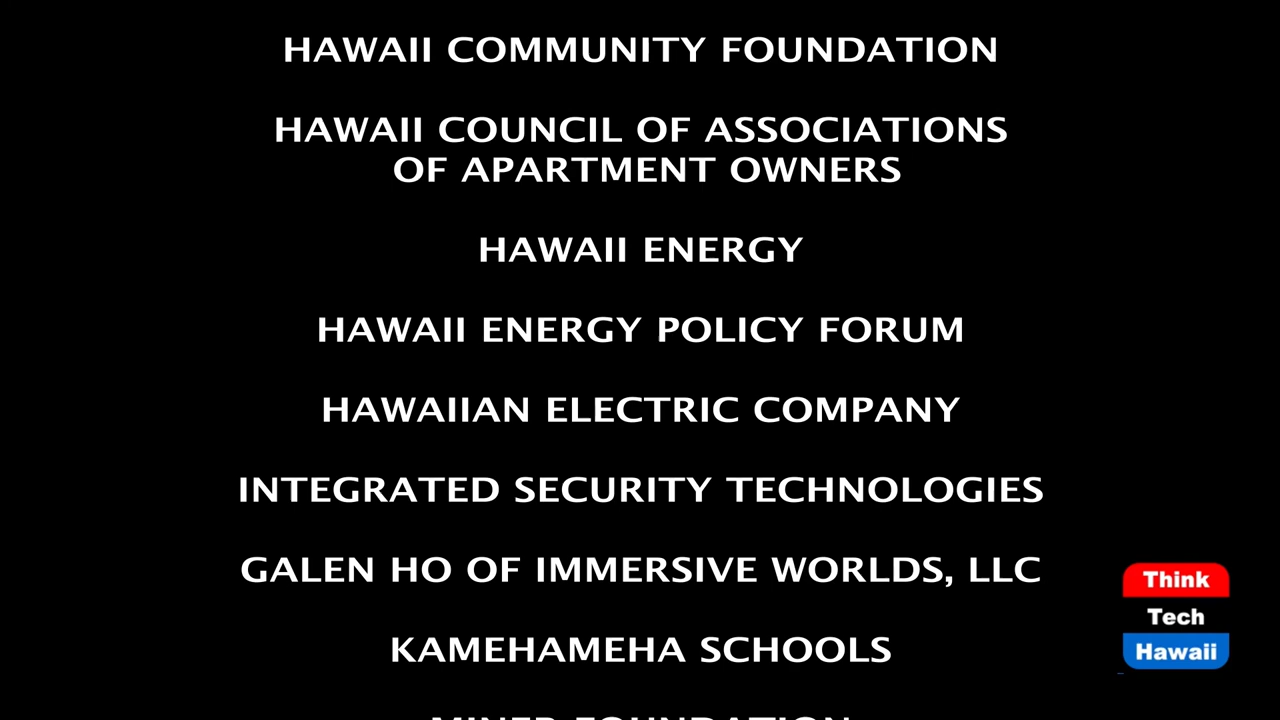 HAWAII COMMUNITY FOUNDATION
HAWAII COUNCIL OF ASSOCIATIONS
OF APARTMENT OWNERS
HAWAII ENERGY
HAWAII ENERGY POLICY FORUM
HAWAIIAN ELECTRIC COMPANY
INTEGRATED SECURITY TECHNOLOGIES
GALEN HO OF IMMERSIVE WORLDS, LLC
KAMEHAMEHA SCHOOLS
Think
Tech
Hawaii